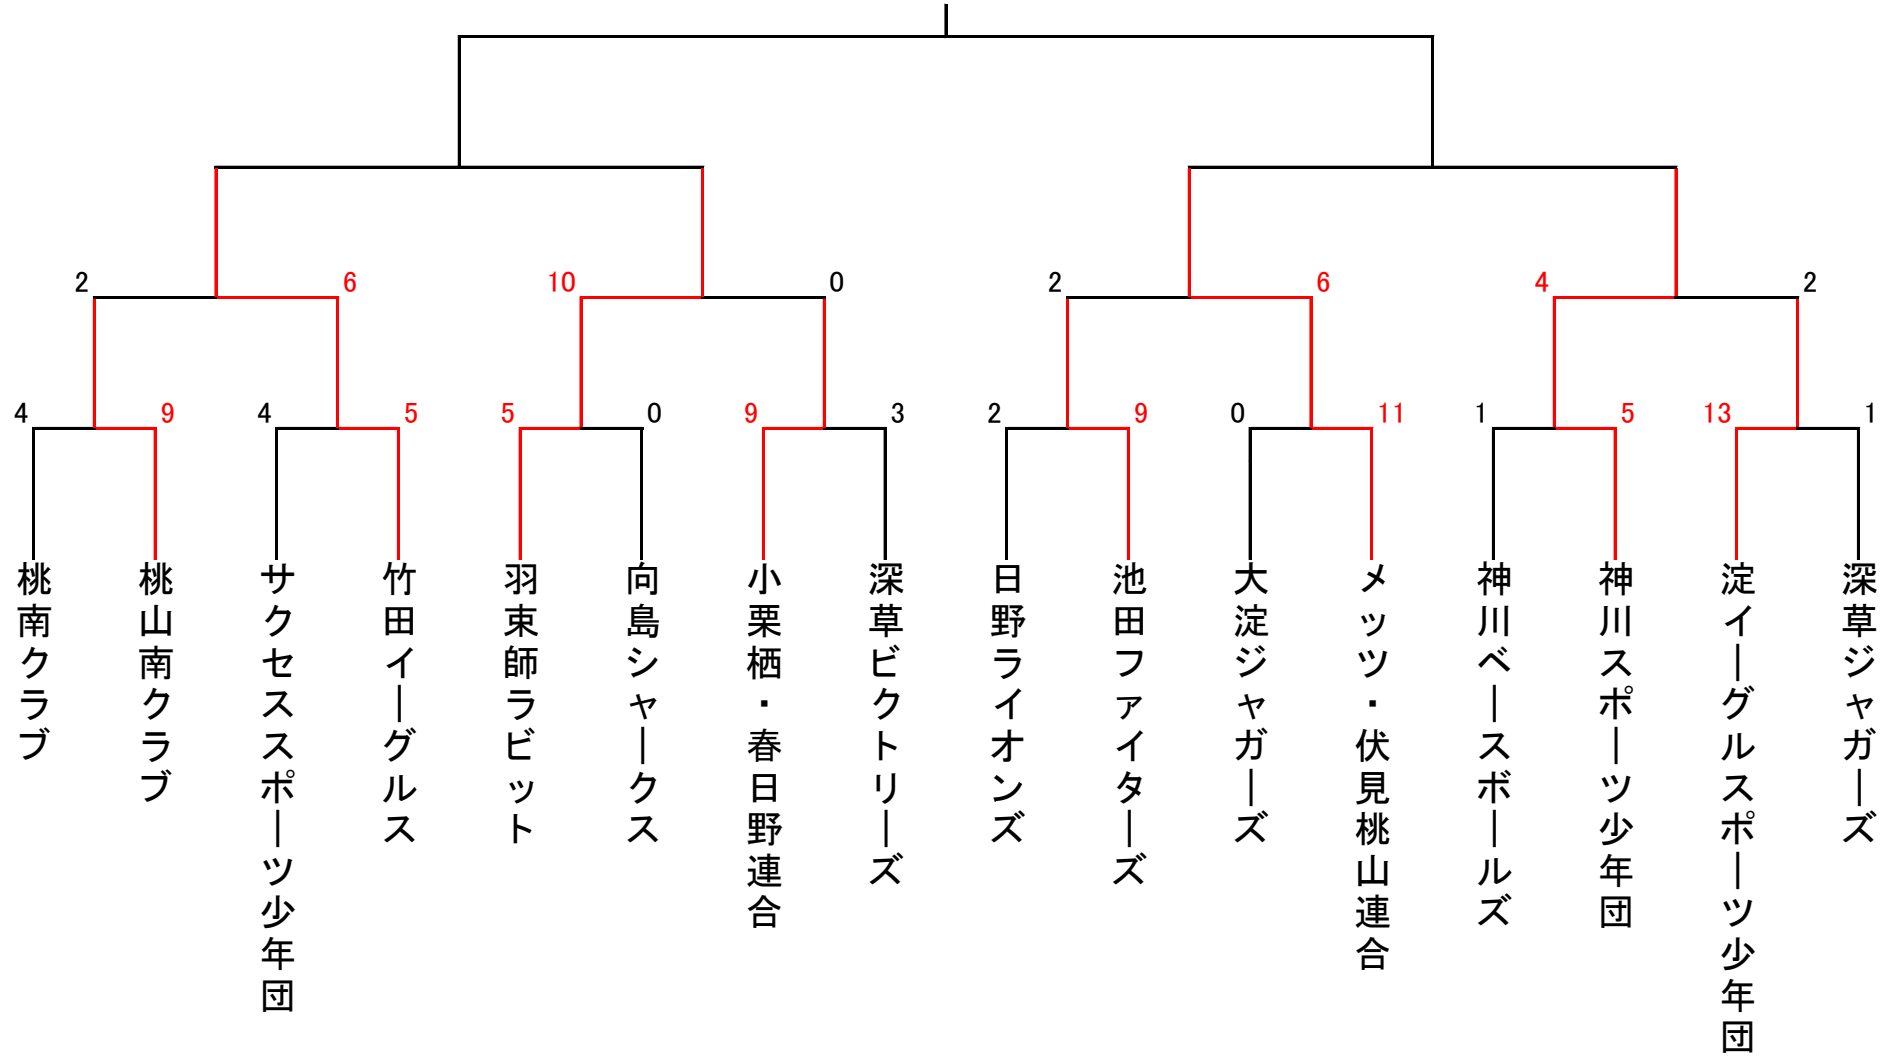 2 6 10 0 2 6 4 2
4 9 4 5 5 0 9 3 2 9 0 11 1 5 13 1
桃南クラブ
桃山南クラブ
サクセススポーツ少年団
竹田イーグルス
羽束師ラビット
向島シャークス
小栗栖・春日野連合
深草ビクトリーズ
日野ライオンズ
池田ファイターズ
大淀ジャガーズ
メッツ・伏見桃山連合
神川ベースボールズ
神川スポーツ少年団
淀イーグルスポーツ少年団
深草ジャガーズ